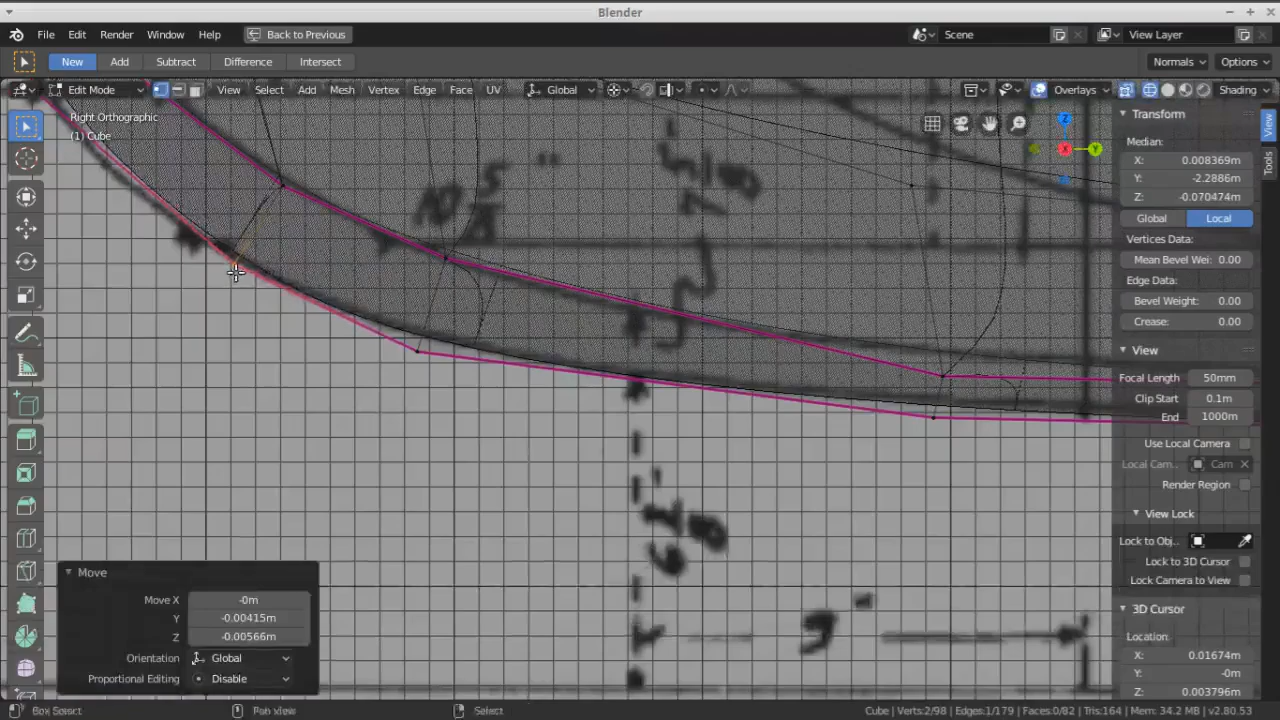 Blender
File Edit Render Window Help Back to Previous Scene View Layer
New Add Subtract Difference Intersect Normals Options
Edit Mode View Select Add Mesh Vertex Edge Face UV Global Overlays Shading
Right Orthographic
(1) Cube
Z
X
Y
View
Tools
Transform
Median:
X: 0.008369m
Y: -2.2886m
Z: -0.070474m
Global Local
Vertices Data:
Mean Bevel Wei: 0.00
Edge Data:
Bevel Weight: 0.00
Crease: 0.00
View
Focal Length 50mm
Clip Start 0.1m
End 1000m
Use Local Camera
Local Cam.. Cam
Render Region
View Lock
Lock to Obj..
Lock to 3D Cursor
Lock Camera to View
3D Cursor
Location:
X: 0.01674m
Y: -0m
Z: 0.003796m
Move
Move X -0m
Y -0.00415m
Z -0.00566m
Orientation Global
Proportional Editing Disable
Box Select Pan View Select Cube | Verts:2/98 | Edges:1/179 | Faces:0/82 | Tris:164 | Mem: 34.2 MB | v2.80.53